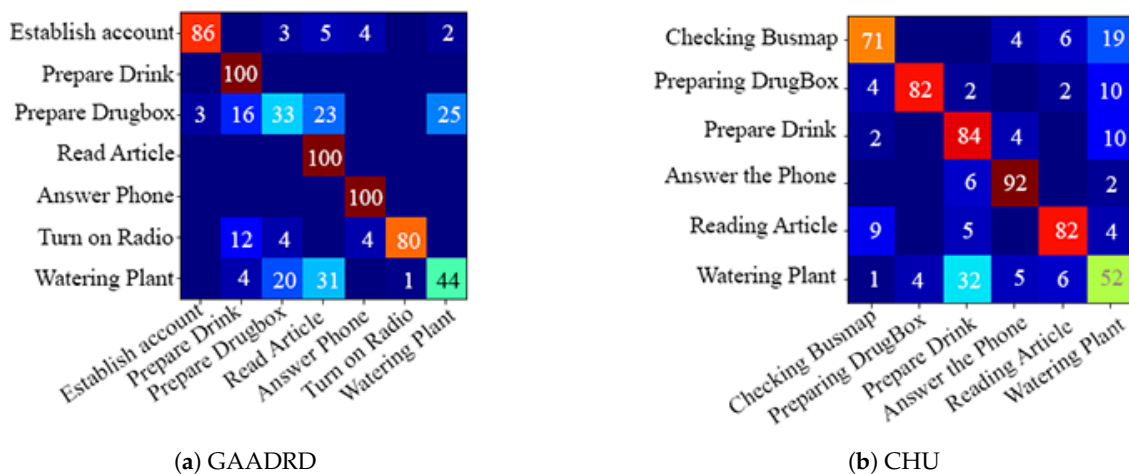 Establish account 86 3 5 4 2
Prepare Drink 100
Prepare Drugbox 3 16 33 23 25
Read Article 100
Answer Phone 100
Turn on Radio 12 4 4 80
Watering Plant 4 20 31 1 44
Establish account
Prepare Drink
Prepare Drugbox
Read Article
Answer Phone
Turn on Radio
Watering Plant
(a) GAADRD
Checking Busmap 71 4 6 19
Preparing DrugBox 4 82 2 2 10
Prepare Drink 2 84 4 10
Answer the Phone 6 92 2
Reading Article 9 5 82 4
Watering Plant 1 4 32 5 6 52
Checking Busmap
Preparing DrugBox
Prepare Drink
Answer the Phone
Reading Article
Watering Plant
(b) CHU